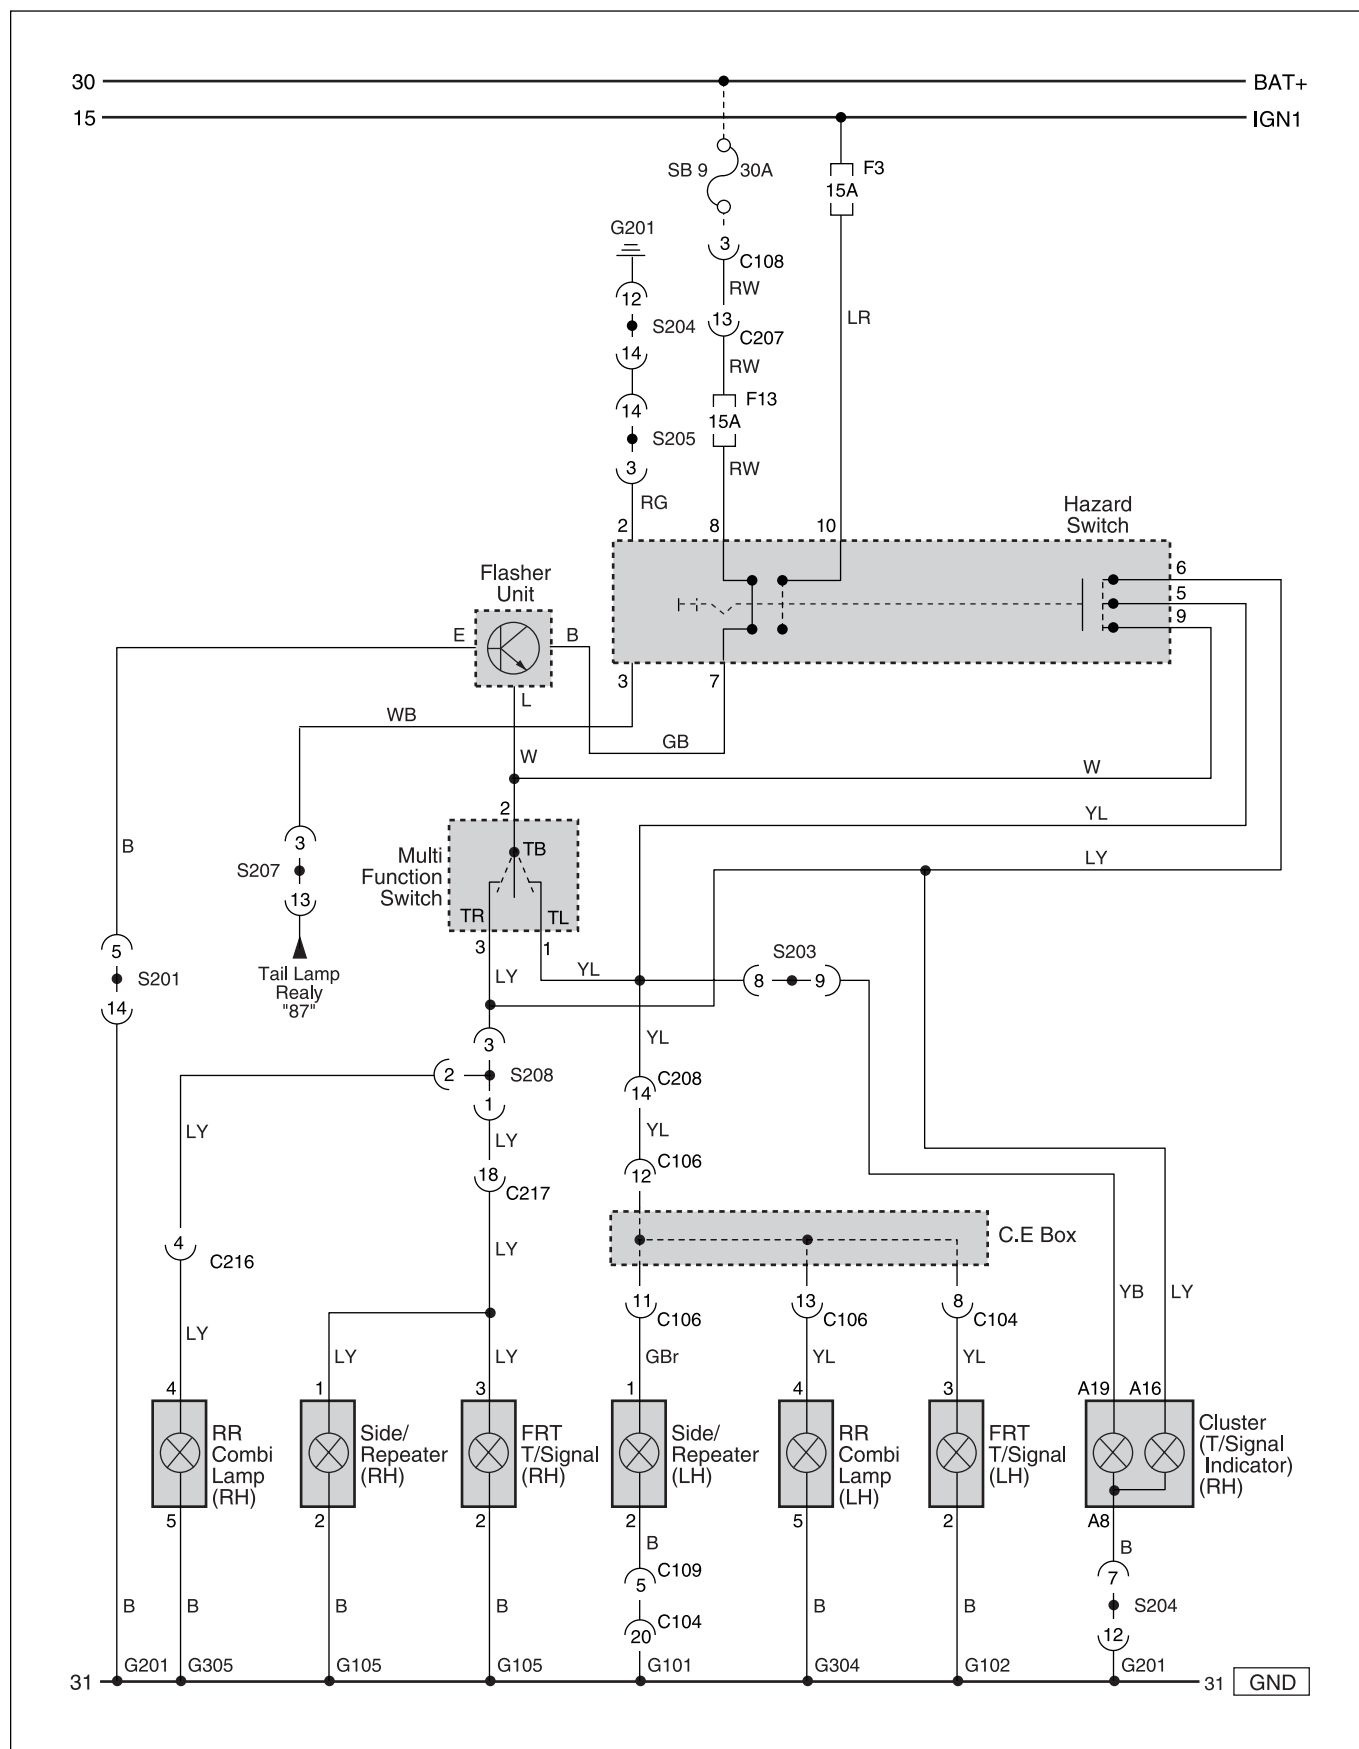 30 BAT+
15 IGN1
SB 9 30A
F3
15A
G201
3 C108
RW
12
S204
13 C207
LR
14
RW
14
F13
15A
S205
3
RW
RG
Hazard
Switch
2 8 10
6
5
9
Flasher
Unit
E B
L
3 7
WB
GB
W
W
2
YL
B
3
S207
13
Multi
Function
Switch
TB
LY
TR TL
3 1
S203
5
S201
14
Tail Lamp
Realy
"87"
LY
YL
8 9
3
YL
2 S208
1
C208
14
LY
LY
YL
18 C217
C106
12
4
C216
LY
C.E Box
11 C106
13 C106
8 C104
YB LY
LY
LY
LY
GBr
YL
YL
4 1 3 1 4 3 A19 A16
RR
Combi
Lamp
(RH)
Side/
Repeater
(RH)
FRT
T/Signal
(RH)
Side/
Repeater
(LH)
RR
Combi
Lamp
(LH)
FRT
T/Signal
(LH)
Cluster
(T/Signal
Indicator)
(RH)
5 2 2 2 5 2 A8
B
B
C109
5
7
S204
B B B B B B
C104
20
12
31 G201 G305 G105 G105 G101 G304 G102 G201 31 GND